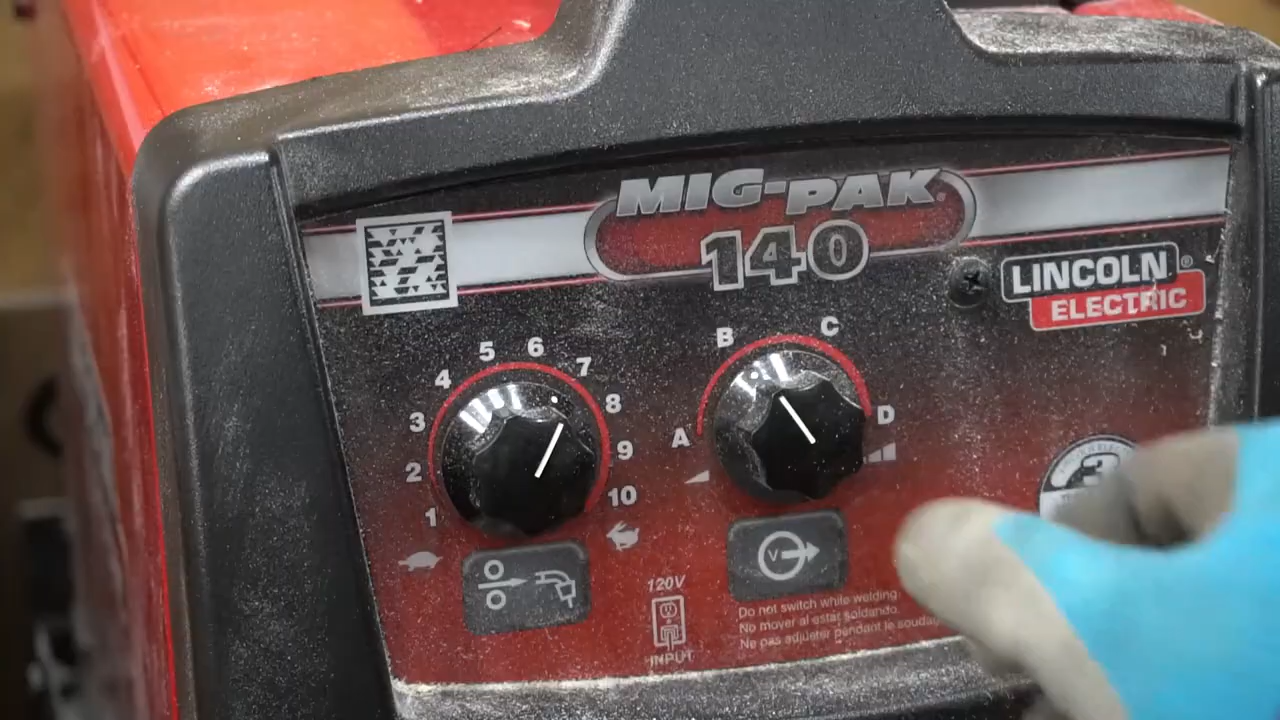 MIG-PAK®
140
LINCOLN®
ELECTRIC
1 2 3 4 5 6 7 8 9 10
A B C D
V
120V
INPUT
Do not switch while welding
No mover al estar soldando.
Ne pas adjuster pendant le
3